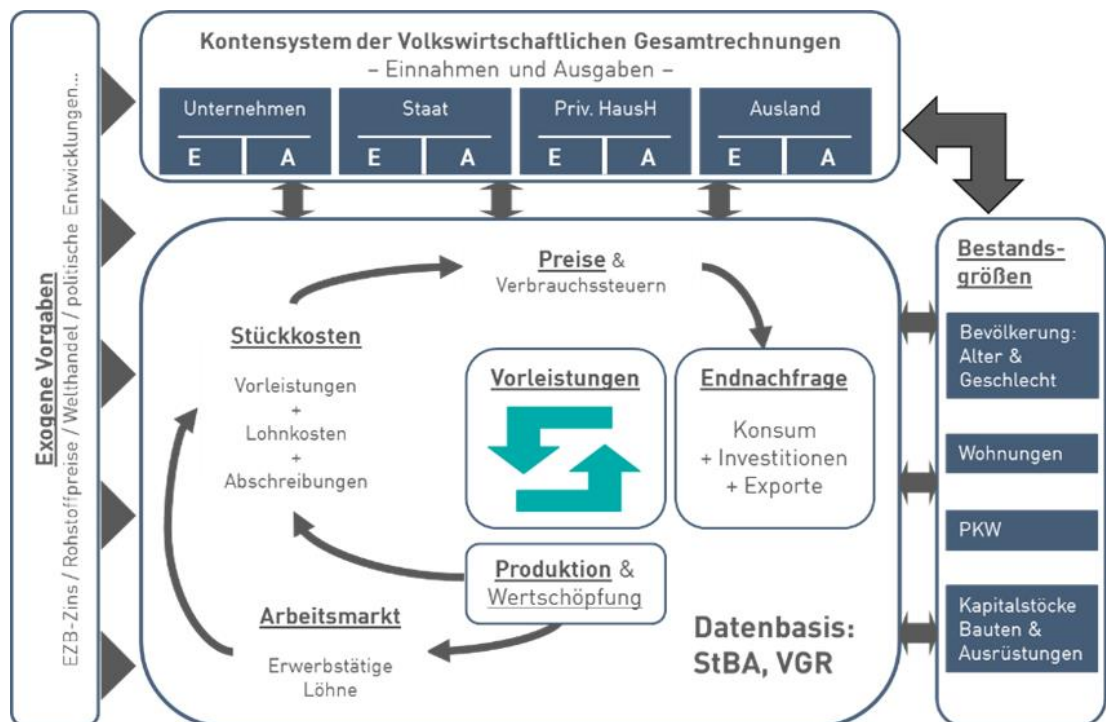 Exogene Vorgaben
EZB-Zins / Rohstoffpreise / Welthandel / politische Entwicklungen...
Kontensystem der Volkswirtschaftlichen Gesamtrechnungen
– Einnahmen und Ausgaben –
Unternehmen
E A
Staat
E A
Priv. HausH
E A
Ausland
E A
Preise &
Verbrauchssteuern
Stückkosten
Vorleistungen
+
Lohnkosten
+
Abschreibungen
Vorleistungen
Endnachfrage
Konsum
+ Investitionen
+ Exporte
Produktion &
Wertschöpfung
Arbeitsmarkt
Erwerbstätige
Löhne
Datenbasis:
StBA, VGR
Bestands-
größen
Bevölkerung:
Alter &
Geschlecht
Wohnungen
PKW
Kapitalstöcke
Bauten &
Ausrüstungen